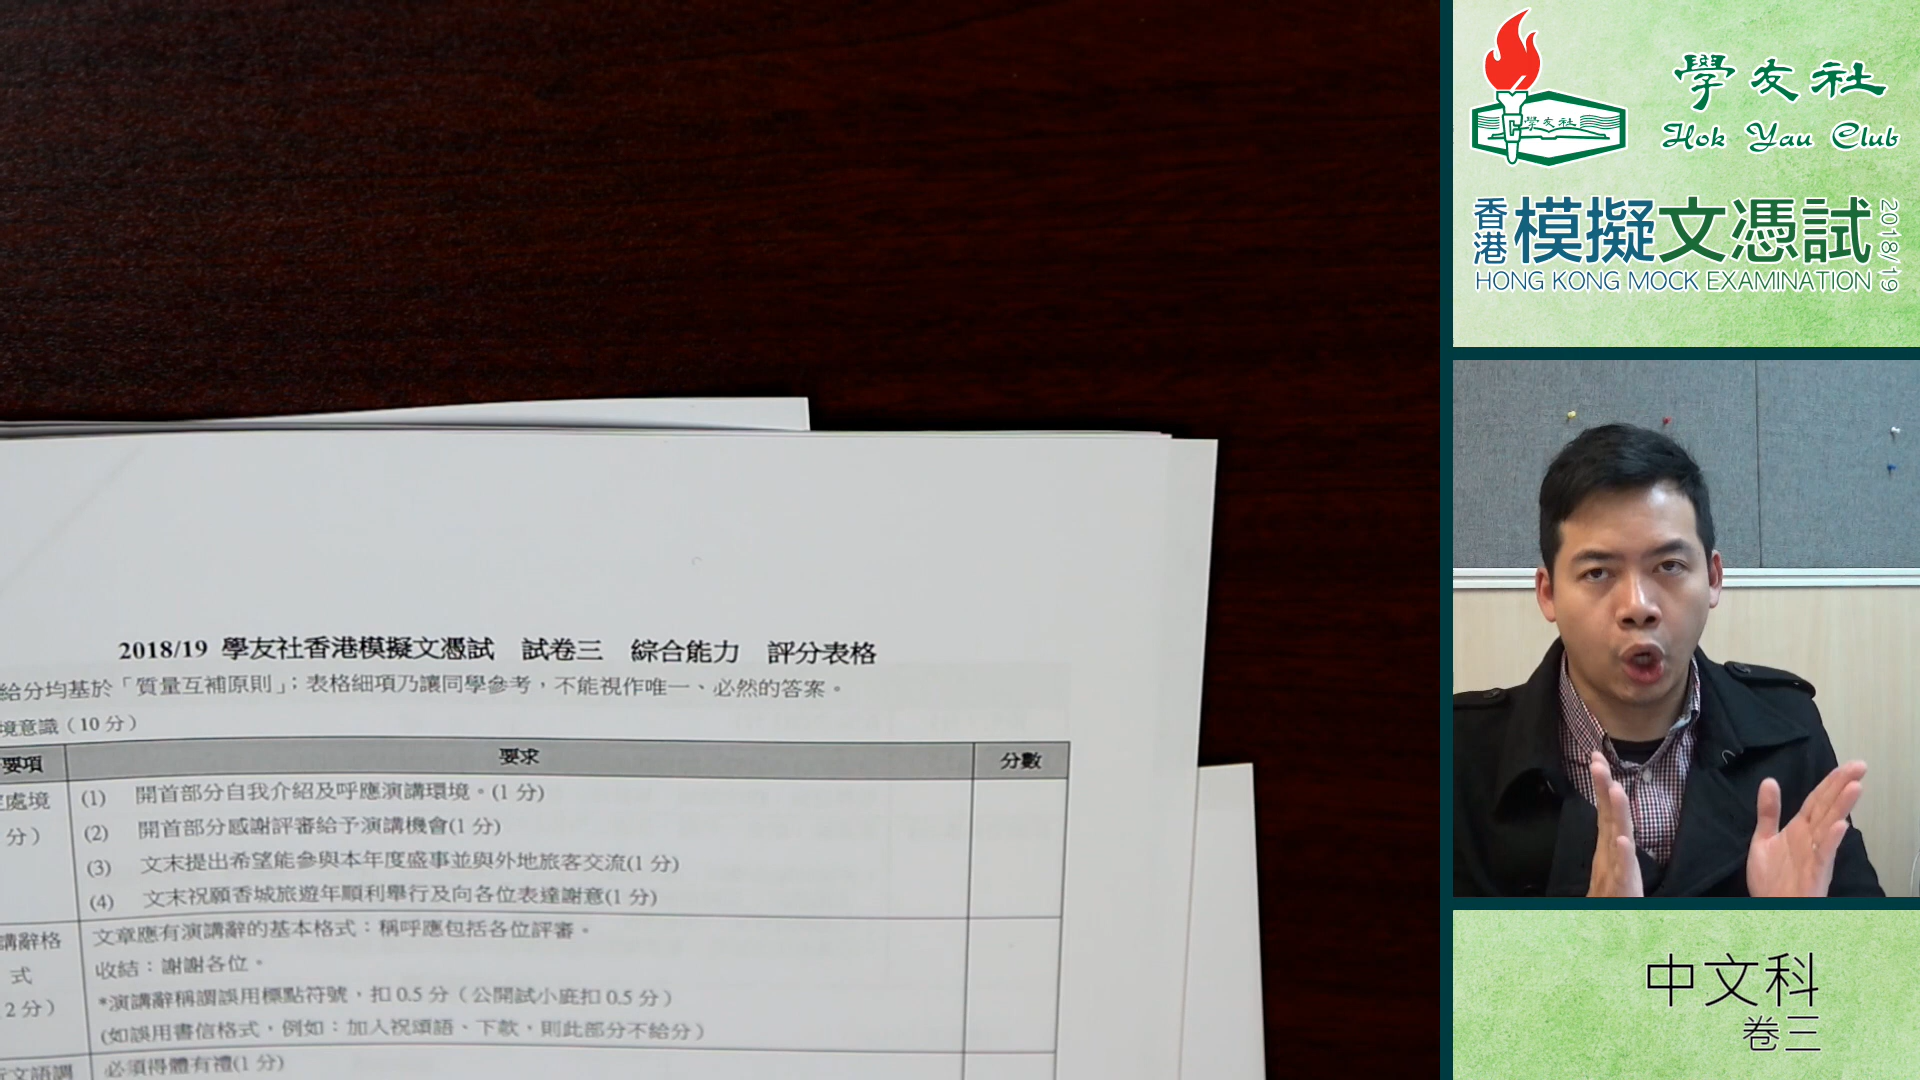 2018/19 學友社香港模擬文憑試 試卷三 綜合能力 評分表格
給分均基於「質量互補原則」；表格細項乃讓同學參考，不能視作唯一、必然的答案。
境意識（10 分）
要項 要求 分數
處境
分）
(1) 開首部分自我介紹及呼應演講環境。(1 分)
(2) 開首部分感謝評審給予演講機會(1 分)
(3) 文末提出希望能參與本年度盛事並與外地旅客交流(1 分)
(4) 文末祝願香城旅遊年順利舉行及向各位表達謝意(1 分)
講辭格
式
2 分）
文章應有演講辭的基本格式：稱呼應包括各位評審。
收結：謝謝各位。
*演講辭稱謂誤用標點符號，扣 0.5 分（公開試小疵扣 0.5 分）
(如誤用書信格式，例如：加入祝頌語、下款，則此部分不給分）
行文語調
必須得體有禮(1 分)
學友社
學友社
Hok Yau Club
香港模擬文憑試 2018/19
HONG KONG MOCK EXAMINATION
中文科
卷三